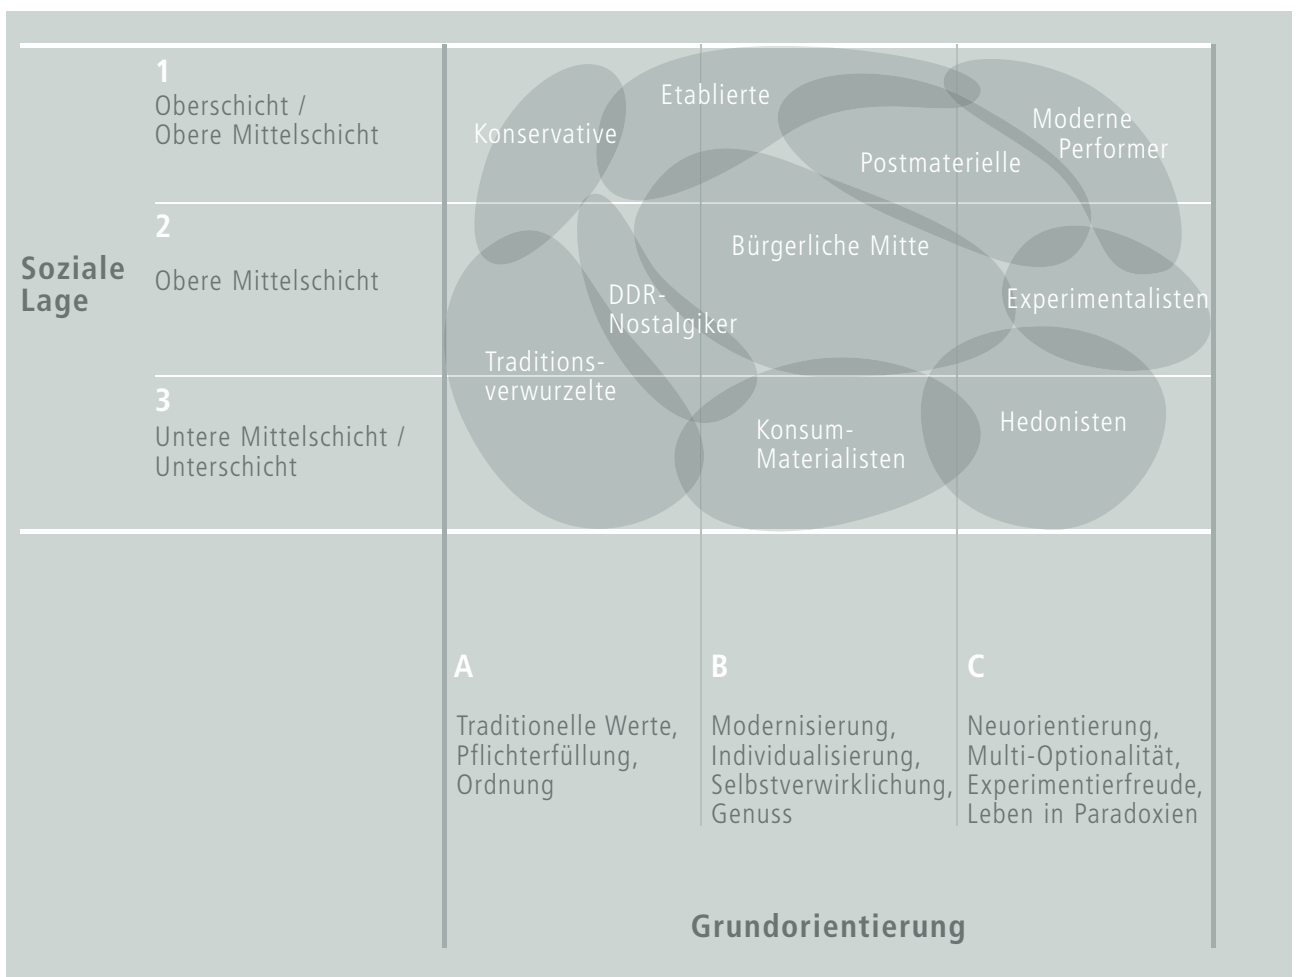 Soziale
Lage
1
Oberschicht /
Obere Mittelschicht
2
Obere Mittelschicht
3
Untere Mittelschicht /
Unterschicht
Konservative
Etablierte
Postmaterielle
Moderne
Performer
Bürgerliche Mitte
DDR-
Nostalgiker
Experimentalisten
Traditions-
verwurzelte
Konsum-
Materialisten
Hedonisten
A
Traditionelle Werte,
Pflichterfüllung,
Ordnung
B
Modernisierung,
Individualisierung,
Selbstverwirklichung,
Genuss
C
Neuorientierung,
Multi-Optionalität,
Experimentierfreude,
Leben in Paradoxien
Grundorientierung